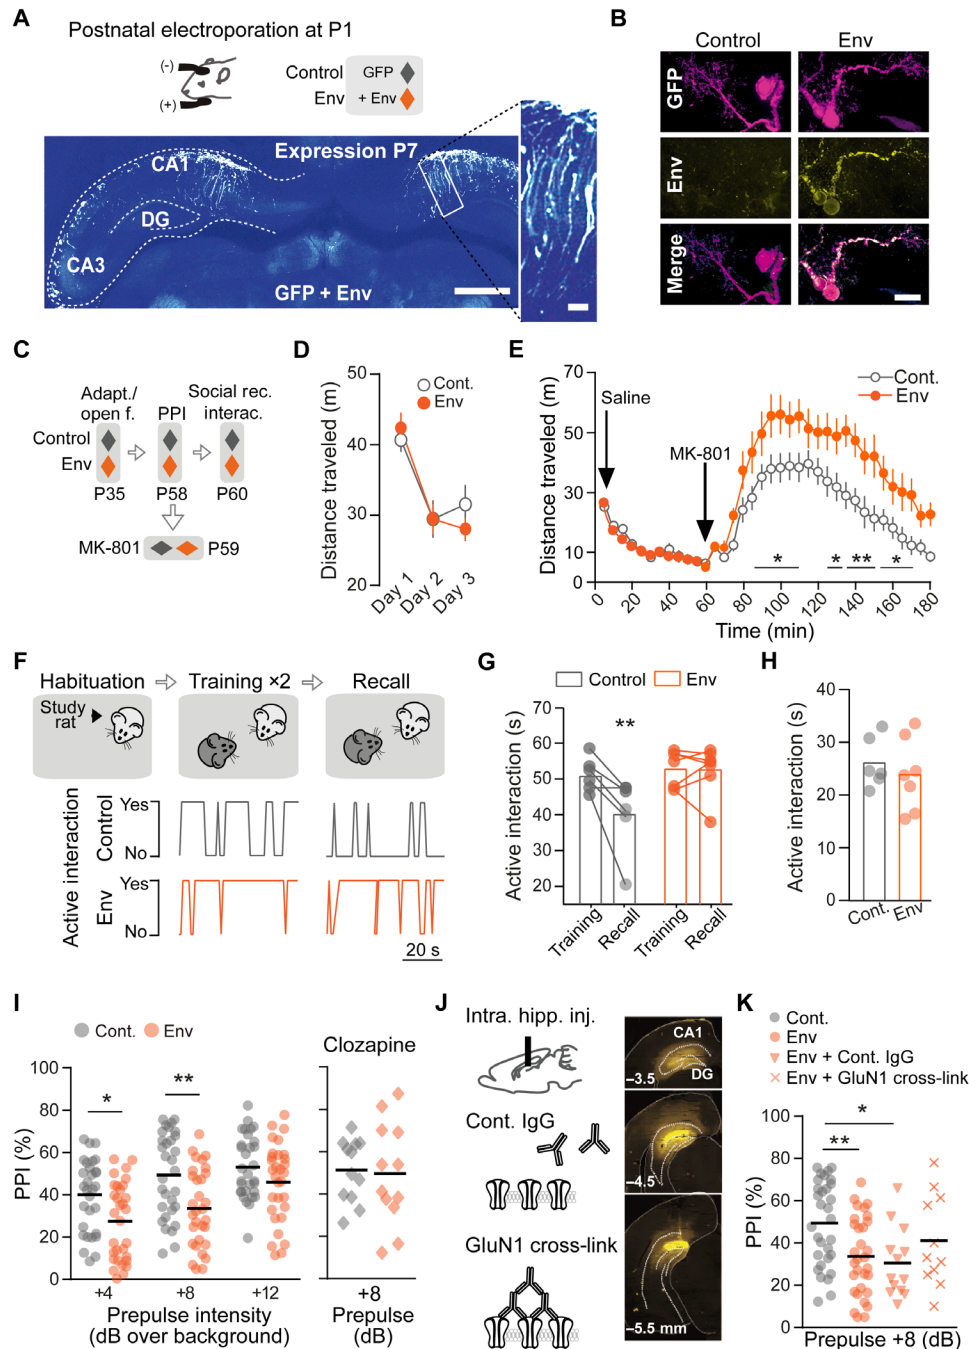 A
Postnatal electroporation at P1
(-)
(+)
Control GFP
Env + Env
Expression P7
CA1
DG
CA3
GFP + Env
B
Control Env
GFP
Env
Merge
C
Adapt./
open f.
PPI
Social rec.
interac.
Control
Env
P35 P58 P60
MK-801 P59
D
Distance traveled (m)
50
40
30
20
Cont.
Env
Day 1
Day 2
Day 3
E
Distance traveled (m)
70
50
30
10
0
Saline
MK-801
Cont.
Env
* * ** *
0 20 40 60 80 100 120 140 160 180
Time (min)
F
Habituation Training ×2 Recall
Study
rat
Active interaction
Control
Yes
No
Env
Yes
No
20 s
G
Control Env
Active interaction (s)
70
60
50
40
30
20
**
Training
Recall
Training
Recall
H
Active interaction (s)
40
30
20
10
0
Cont.
Env
I
Cont. Env
PPI (%)
100
80
60
40
20
0
* **
+4 +8 +12
Prepulse intensity
(dB over background)
Clozapine
+8
Prepulse
(dB)
J
Intra. hipp. inj.
Cont. IgG
GluN1 cross-link
CA1
DG
−3.5
−4.5
−5.5 mm
K
Cont.
Env
Env + Cont. IgG
Env + GluN1 cross-link
PPI (%)
100
80
60
40
20
0
*
**
Prepulse +8 (dB)